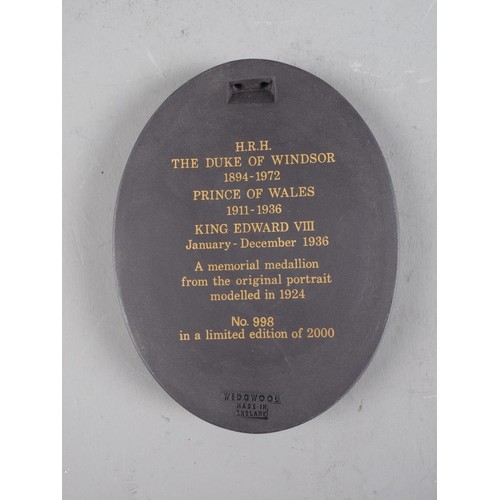 H.R.H.
THE DUKE OF WINDSOR
1894-1972
PRINCE OF WALES
1911-1936
KING EDWARD VIII
January-December 1936
A memorial medallion
from the original portrait
modelled in 1924
No. 998
in a limited edition of 2000
WEDGWOOD
MADE IN
ENGLAND